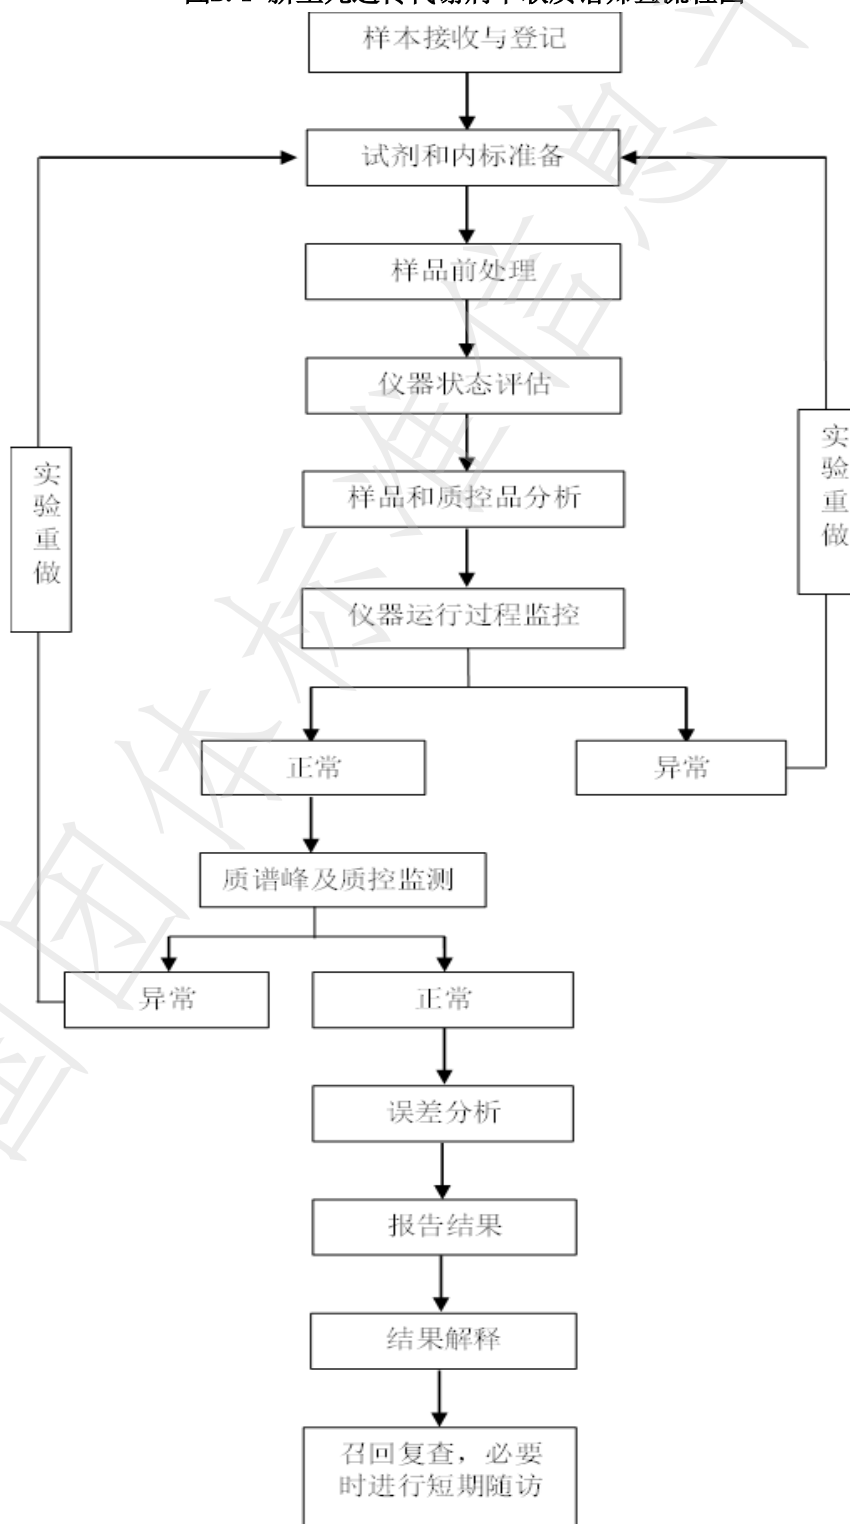 样本接收与登记
试剂和内标准备
样品前处理
仪器状态评估
实
验
重
做
实
验
重
做
样品和质控品分析
仪器运行过程监控
正常
异常
质谱峰及质控监测
异常
正常
误差分析
报告结果
结果解释
召回复查，必要
时进行短期随访